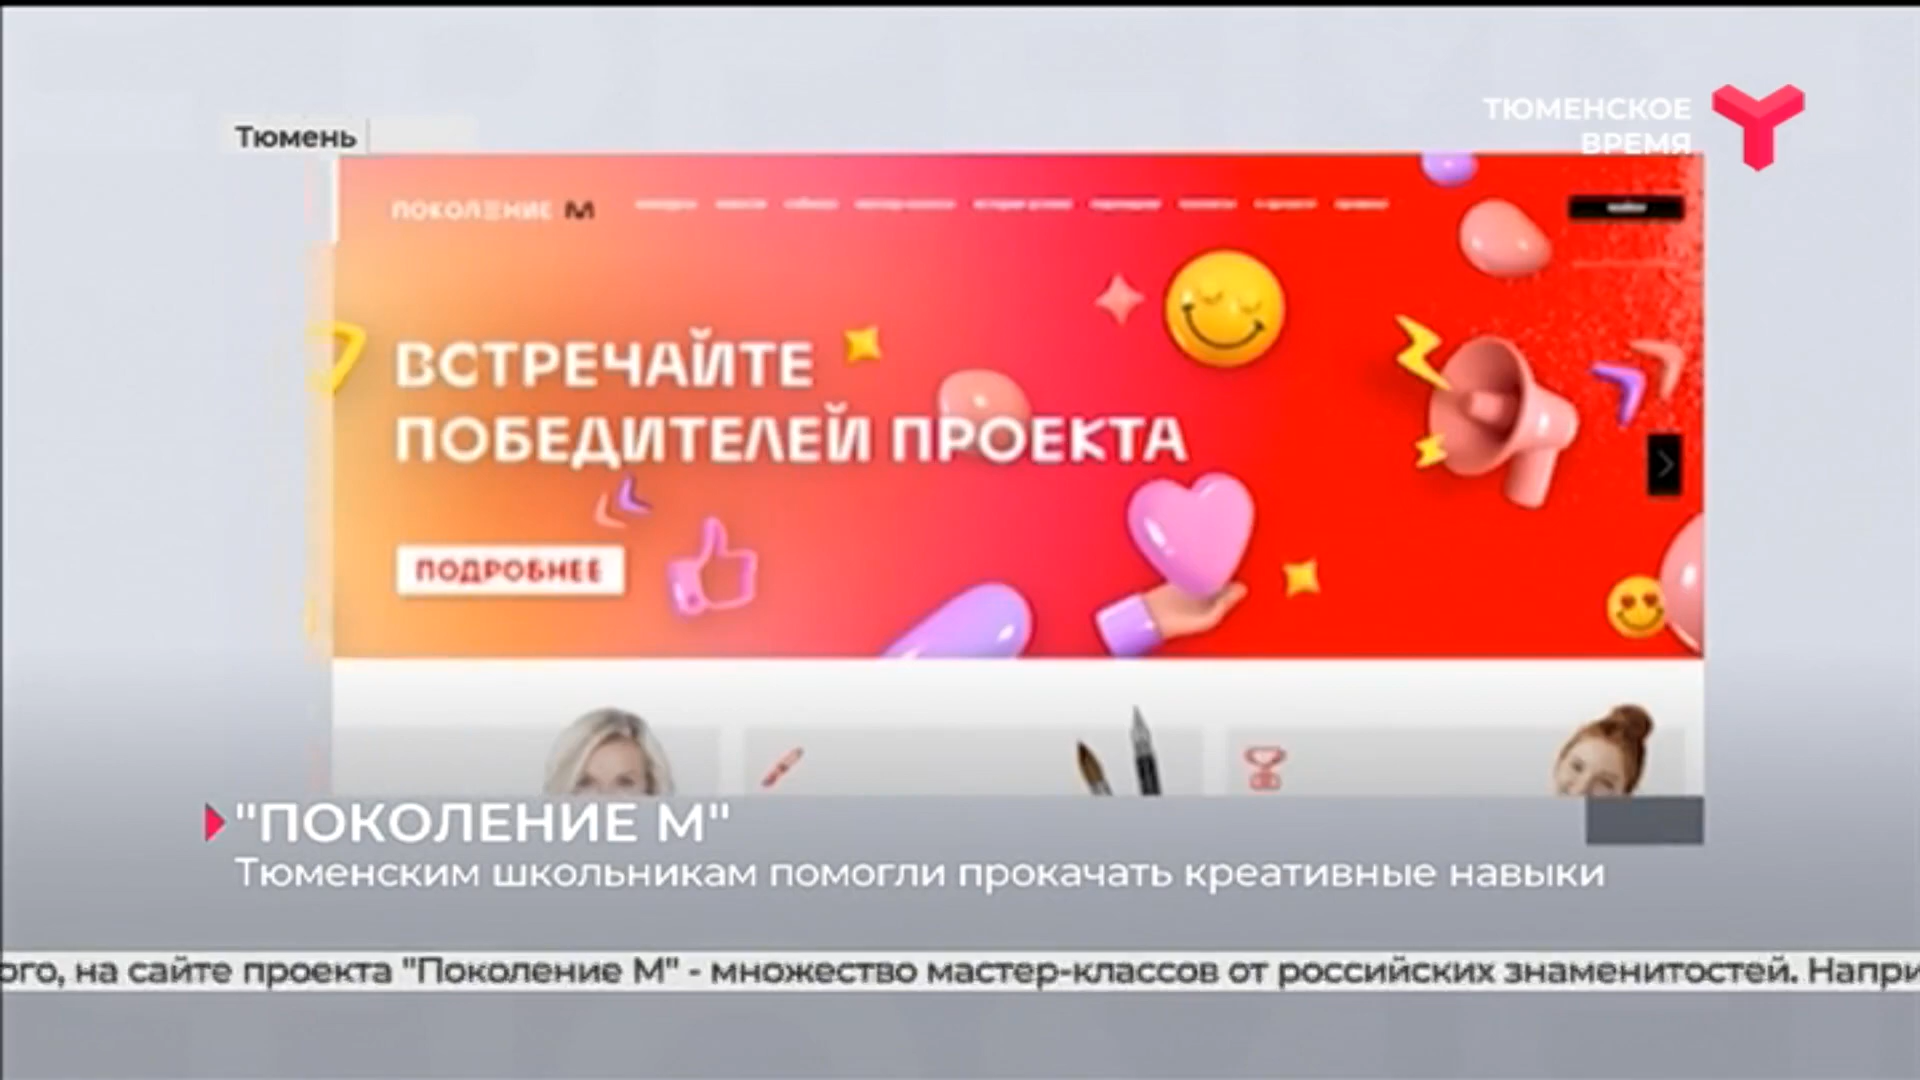 ТЮМЕНСКОЕ
ВРЕМЯ
Тюмень
ПОКОЛЕНИЕ М
ВСТРЕЧАЙТЕ
ПОБЕДИТЕЛЕЙ ПРОЕКТА
ПОДРОБНЕЕ
"ПОКОЛЕНИЕ М"
Тюменским школьникам помогли прокачать креативные навыки
ого, на сайте проекта "Поколение М" - множество мастер-классов от российских знаменитостей. Напри